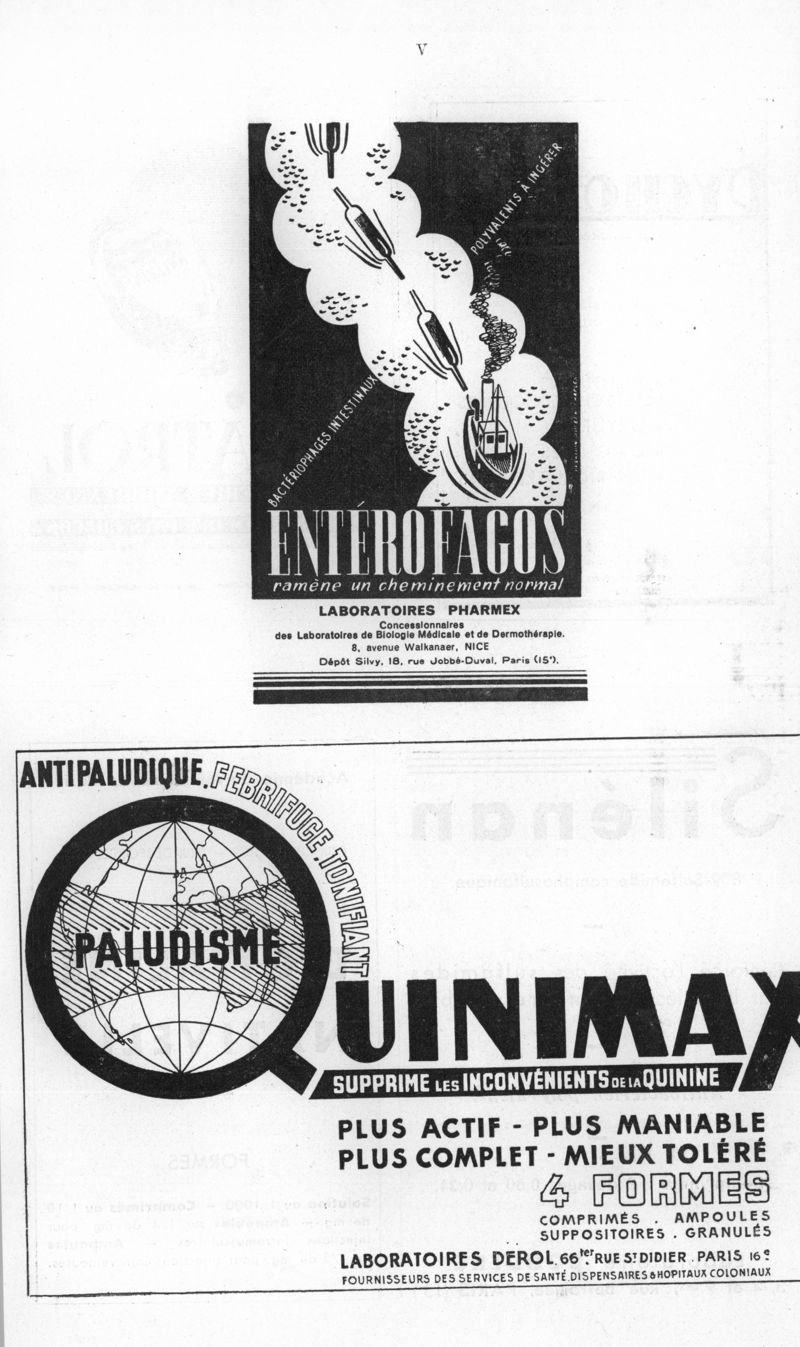 V
POLYVALENTS À INGÉRER
BACTÉRIOPHAGES INTESTINAUX
ENTÉROFAGOS
ramène un cheminement normal
LABORATOIRES PHARMEX
Concessionnaires
des Laboratoires de Biologie Médicale et de Dermothérapie.
8, avenue Walkanaer, NICE
Dépôt Silvy, 18, rue Jobbé-Duval, Paris (15ᵉ).
ANTIPALUDIQUE. FEBRIFUGE. TONIFIANT
PALUDISME
QUINIMAX
SUPPRIME LES INCONVÉNIENTS DE LA QUININE
PLUS ACTIF - PLUS MANIABLE
PLUS COMPLET - MIEUX TOLÉRÉ
4 FORMES
COMPRIMÉS . AMPOULES
SUPPOSITOIRES . GRANULÉS
LABORATOIRES DEROL. 66ter RUE ST DIDIER . PARIS 16e
FOURNISSEURS DES SERVICES DE SANTÉ. DISPENSAIRES & HOPITAUX COLONIAUX